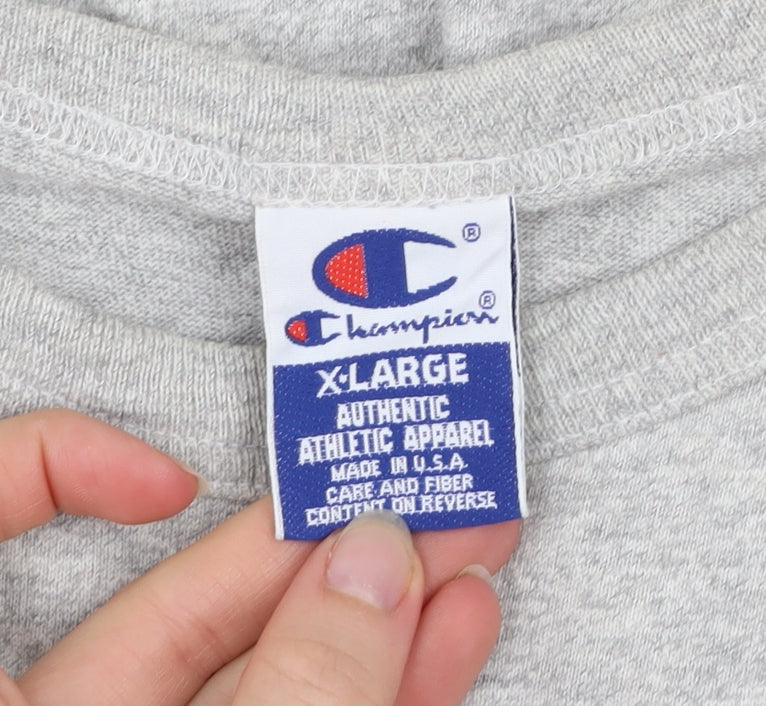 ®
Champion®
X-LARGE
AUTHENTIC
ATHLETIC APPAREL
MADE IN U.S.A.
CARE AND FIBER
CONTENT ON REVERSE